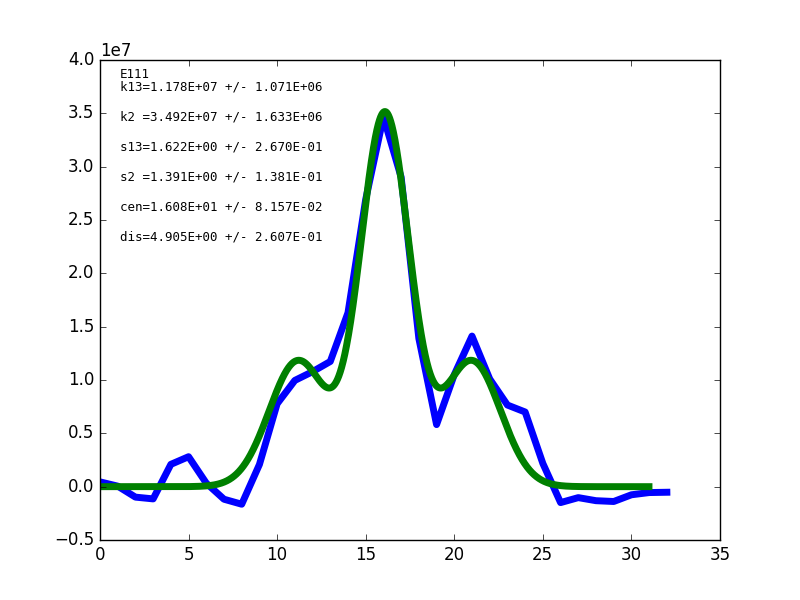 1e7
4.0
3.5
3.0
2.5
2.0
1.5
1.0
0.5
0.0
−0.5
E111
k13=1.178E+07 +/- 1.071E+06
k2 =3.492E+07 +/- 1.633E+06
s13=1.622E+00 +/- 2.670E-01
s2 =1.391E+00 +/- 1.381E-01
cen=1.608E+01 +/- 8.157E-02
dis=4.905E+00 +/- 2.607E-01
0 5 10 15 20 25 30 35